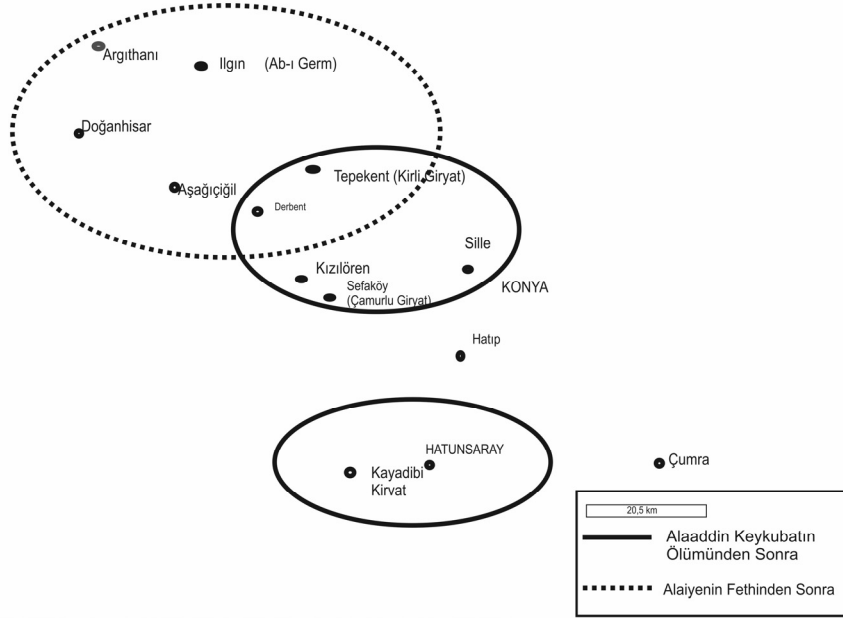 Argıthanı
Ilgın (Ab-ı Germ)
Doğanhisar
Aşağıçiğil
Tepekent (Kirli Giryat)
Derbent
Sille
Kızılören
Sefaköy
(Çamurlu Giryat)
KONYA
Hatıp
HATUNSARAY
Kayadibi
Kirvat
Çumra
20,5 km
Alaaddin Keykubatın
Ölümünden Sonra
Alaiyenin Fethinden Sonra